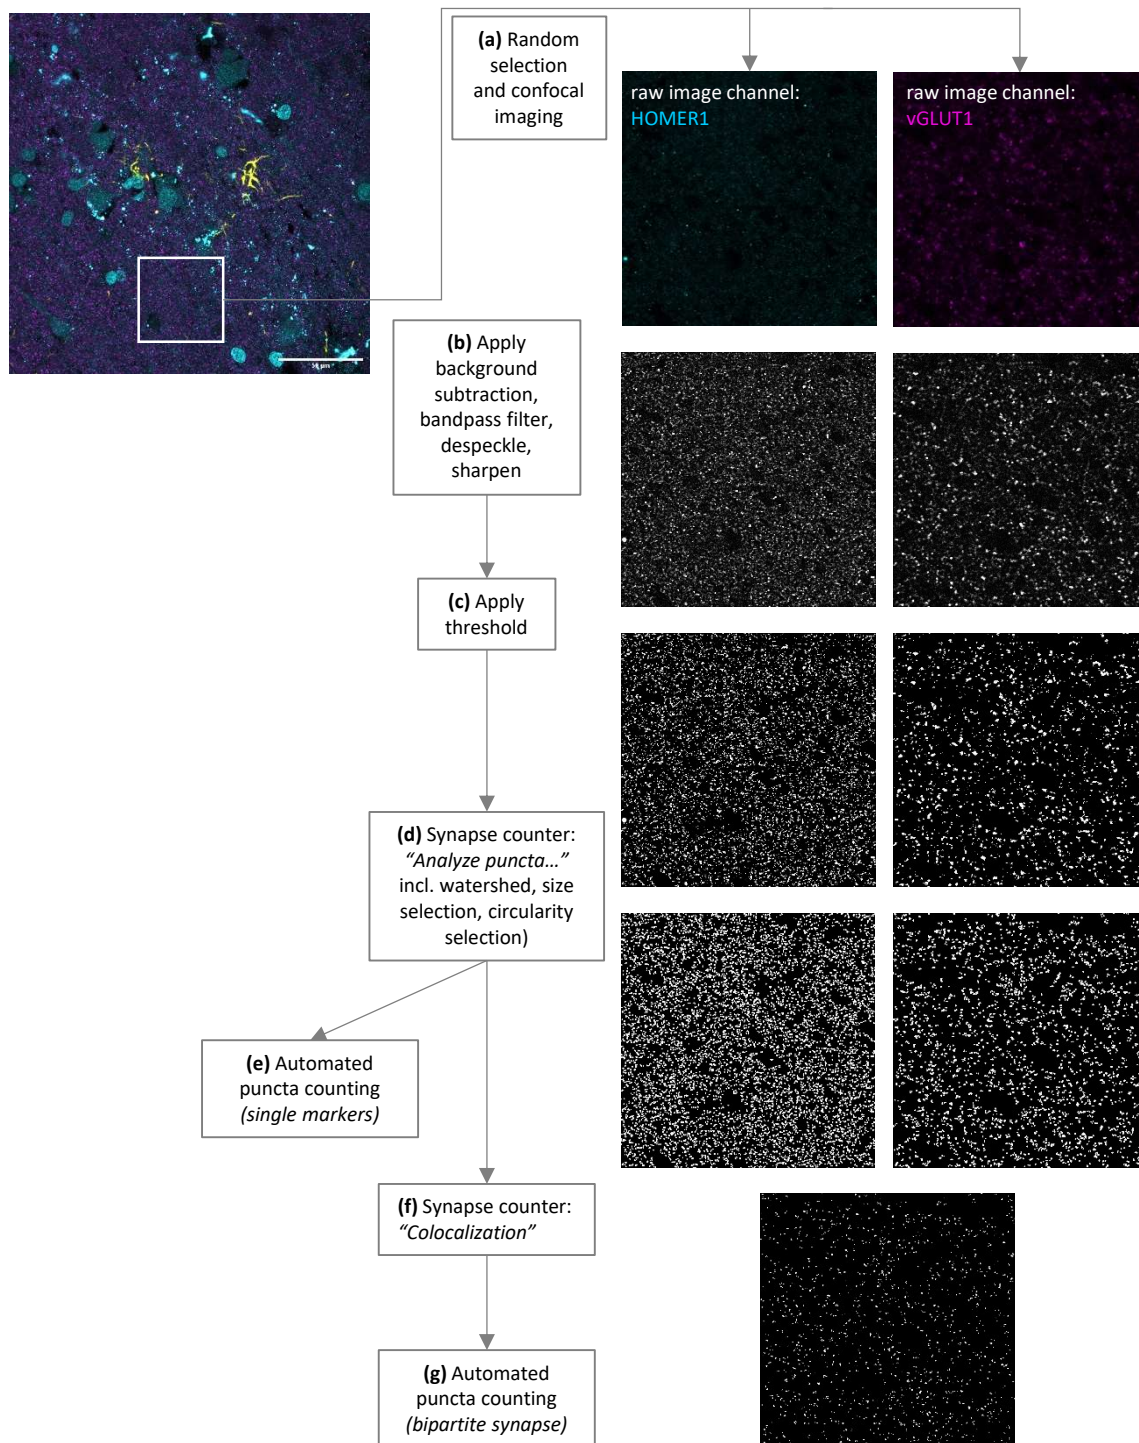 (a) Random
selection
and confocal
imaging
raw image channel:
HOMER1
raw image channel:
vGLUT1
(b) Apply
background
subtraction,
bandpass filter,
despeckle,
sharpen
(c) Apply
threshold
(d) Synapse counter:
“Analyze puncta…”
incl. watershed, size
selection, circularity
selection)
(e) Automated
puncta counting
(single markers)
(f) Synapse counter:
“Colocalization”
(g) Automated
puncta counting
(bipartite synapse)